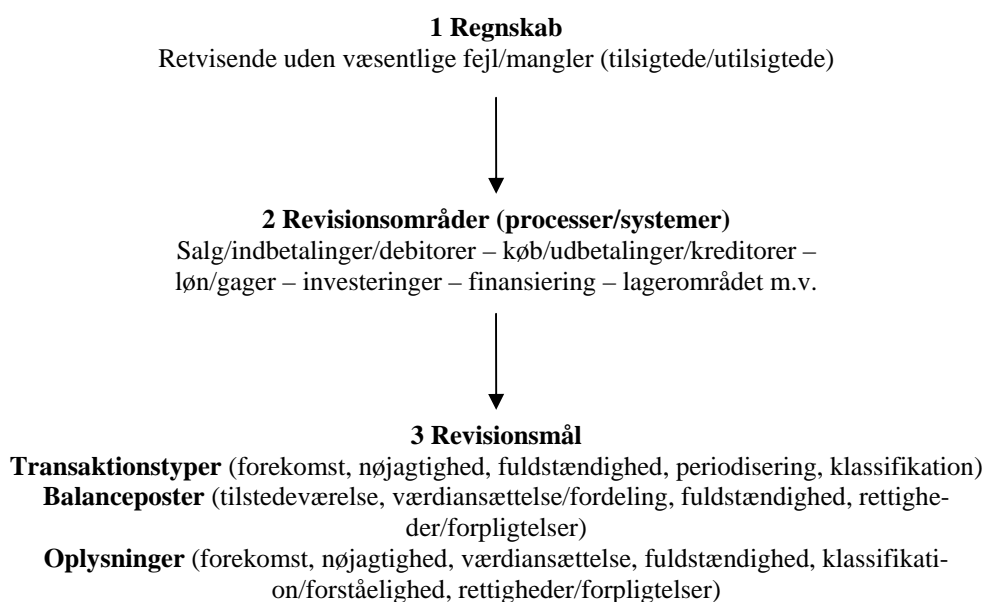 1 Regnskab
Retvisende uden væsentlige fejl/mangler (tilsigtede/utilsigtede)
2 Revisionsområder (processer/systemer)
Salg/indbetalinger/debitorer – køb/udbetalinger/kreditorer –
løn/gager – investeringer – finansiering – lagerområdet m.v.
3 Revisionsmål
Transaktionstyper (forekomst, nøjagtighed, fuldstændighed, periodisering, klassifikation)
Balanceposter (tilstedeværelse, værdiansættelse/fordeling, fuldstændighed, rettighe-
der/forpligtelser)
Oplysninger (forekomst, nøjagtighed, værdiansættelse, fuldstændighed, klassifikati-
on/forståelighed, rettigheder/forpligtelser)